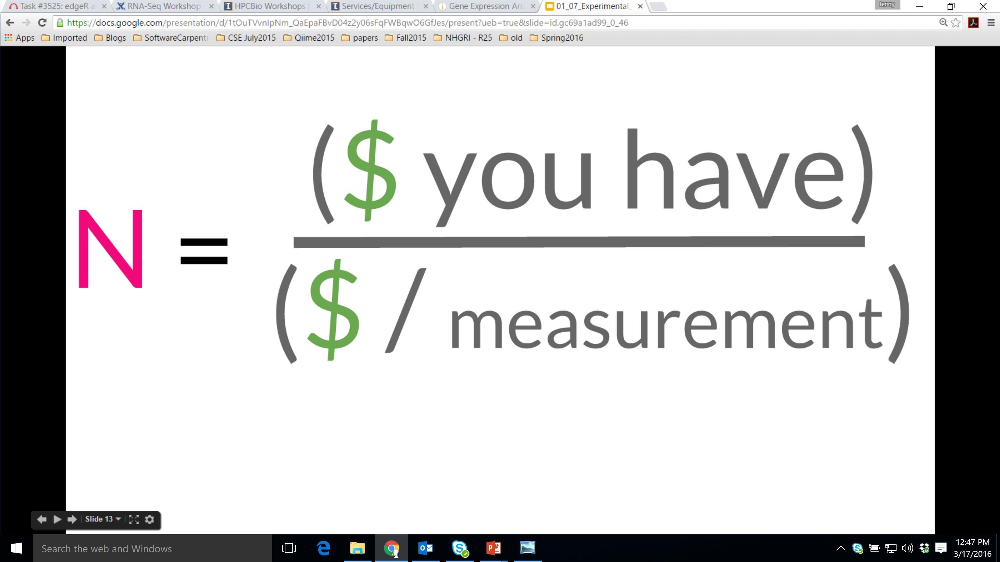 Task #3525: edgeR a
RNA-Seq Workshop
HPCBio Workshops |
Services/Equipment |
Gene Expression Arra
01_07_Experimental_
Jenny
https://docs.google.com/presentation/d/1tOuTVvnIpNm_QaEpaFBvD04z2y06sFqFWBqwO6GfJes/present?ueb=true&slide=id.gc69a1ad99_0_46
Apps Imported Blogs SoftwareCarpentr CSE July2015 Qiime2015 papers Fall2015 NHGRI - R25 old Spring2016
($ you have)
N =
($ / measurement)
Slide 13
Search the web and Windows
12:47 PM
3/17/2016